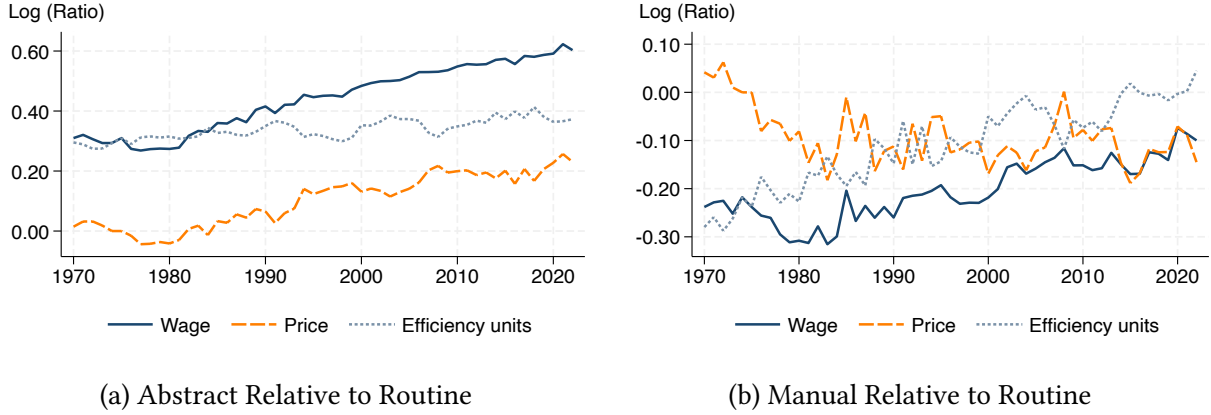 Log (Ratio)
0.60
0.40
0.20
0.00
1970 1980 1990 2000 2010 2020
Wage Price Efficiency units
(a) Abstract Relative to Routine
Log (Ratio)
0.10
0.00
-0.10
-0.20
-0.30
1970 1980 1990 2000 2010 2020
Wage Price Efficiency units
(b) Manual Relative to Routine